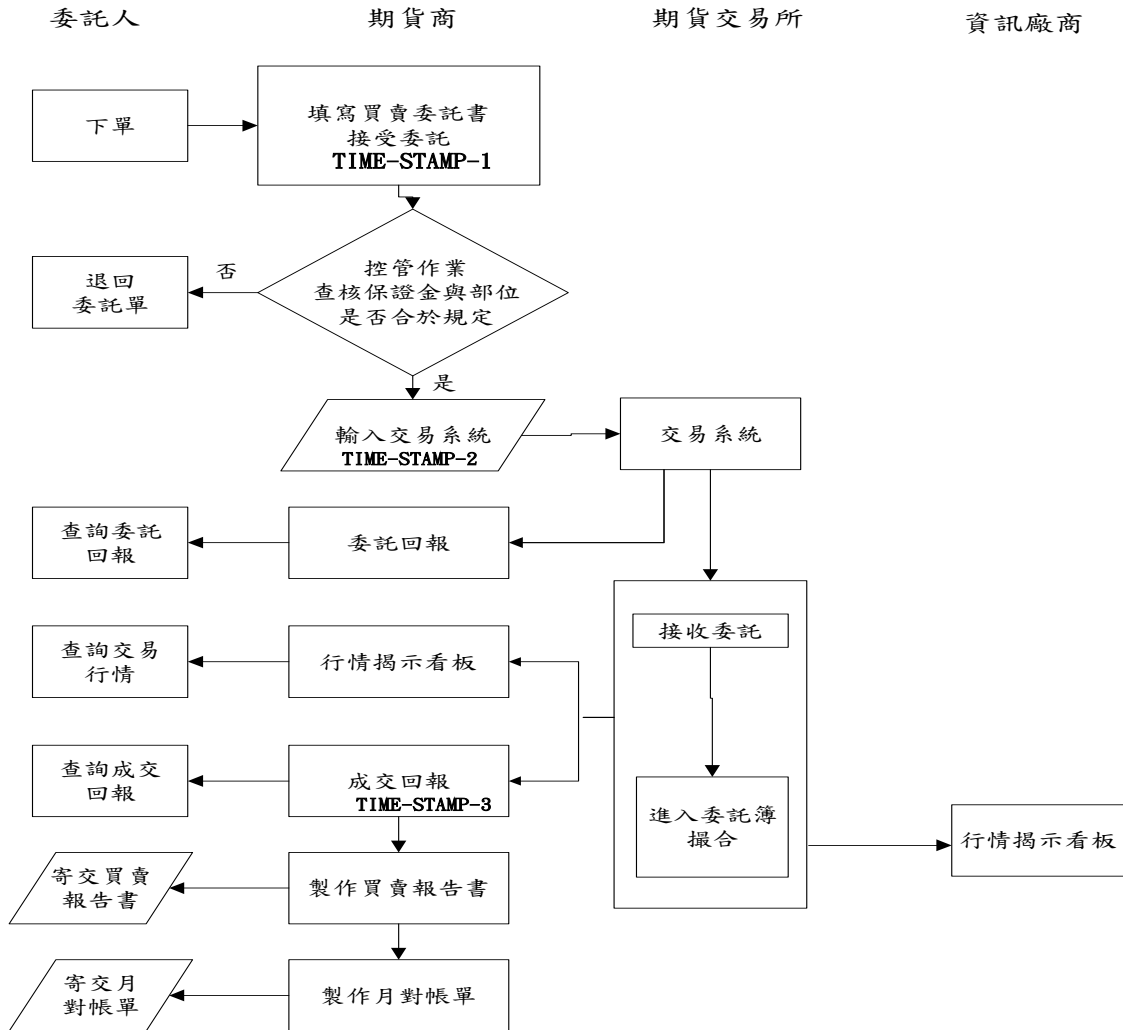 委託人
期貨商
期貨交易所
資訊廠商
下單
填寫買賣委託書
接受委託
TIME-STAMP-1
退回
委託單
否
控管作業
查核保證金與部位
是否合於規定
是
輸入交易系統
TIME-STAMP-2
交易系統
查詢委託
回報
委託回報
接收委託
查詢交易
行情
行情揭示看板
查詢成交
回報
成交回報
TIME-STAMP-3
進入委託簿
撮合
行情揭示看板
寄交買賣
報告書
製作買賣報告書
寄交月
對帳單
製作月對帳單